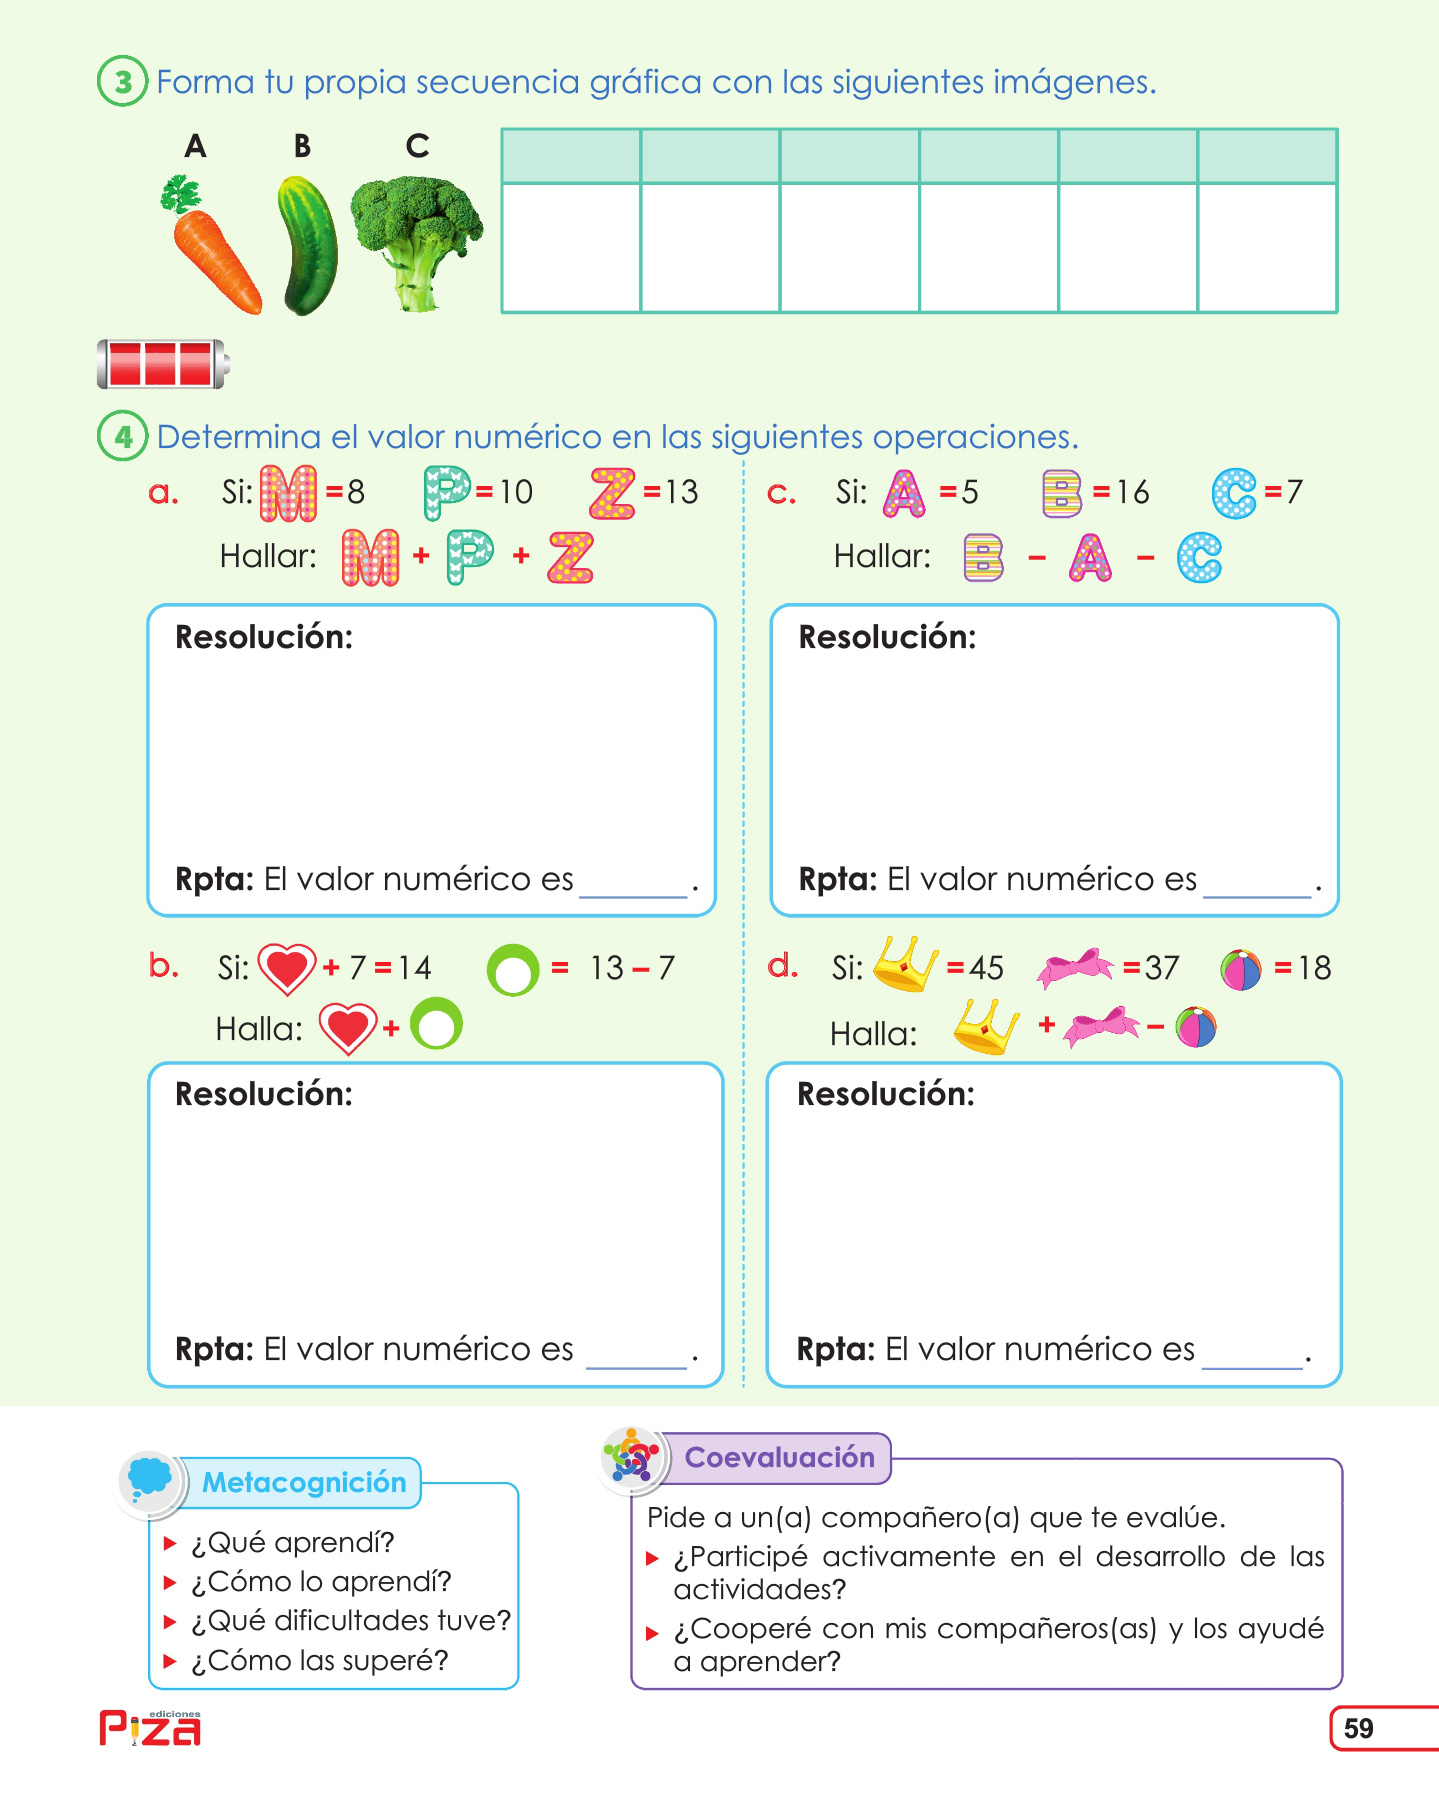 3 Forma tu propia secuencia gráfica con las siguientes imágenes.
A B C
4 Determina el valor numérico en las siguientes operaciones.
a. Si: M = 8 P = 10 Z = 13
Hallar: M + P + Z
Resolución:
Rpta: El valor numérico es ______.
c. Si: A = 5 B = 16 C = 7
Hallar: B – A – C
Resolución:
Rpta: El valor numérico es ______.
b. Si: + 7 = 14 = 13 – 7
Halla: +
Resolución:
Rpta: El valor numérico es ______.
d. Si: = 45 = 37 = 18
Halla: + –
Resolución:
Rpta: El valor numérico es ______.
Metacognición
¿Qué aprendí?
¿Cómo lo aprendí?
¿Qué dificultades tuve?
¿Cómo las superé?
Coevaluación
Pide a un(a) compañero(a) que te evalúe.
¿Participé activamente en el desarrollo de las
actividades?
¿Cooperé con mis compañeros(as) y los ayudé
a aprender?
ediciones
Piza
59